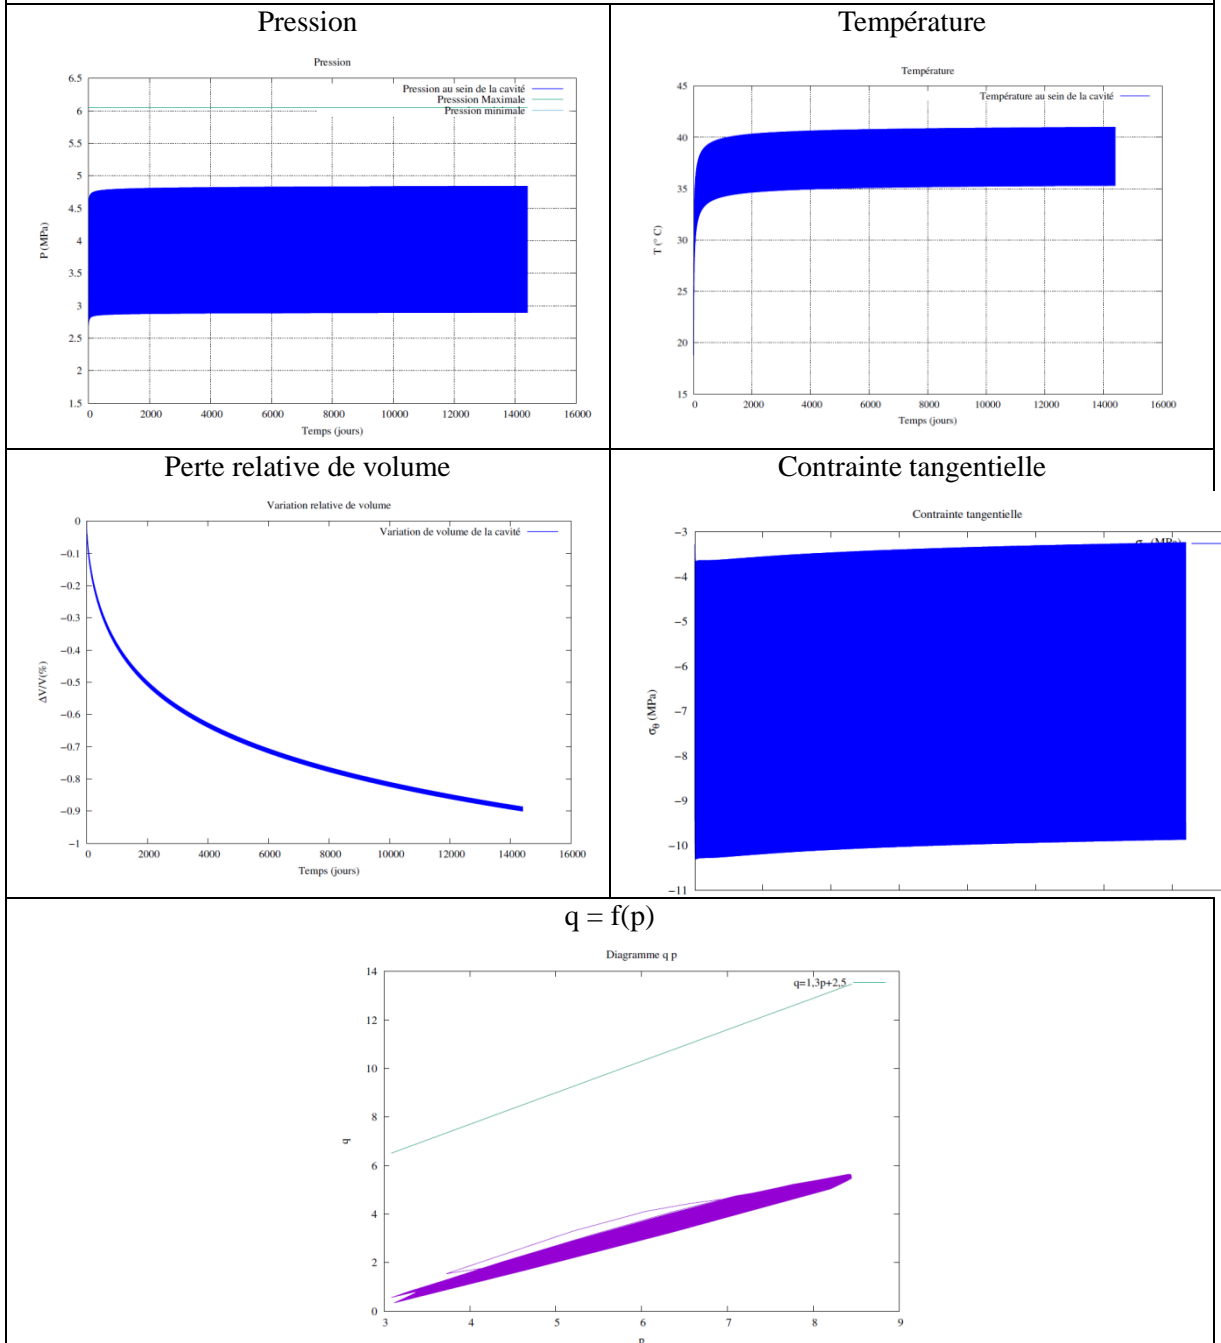 Pression
Température
Pression
6.5
6
5.5
5
4.5
4
3.5
3
2.5
2
1.5
P (MPa)
Pression au sein de la cavité
Presssion Maximale
Pression minimale
0 2000 4000 6000 8000 10000 12000 14000 16000
Temps (jours)
Température
45
40
35
30
25
20
15
T (° C)
Température au sein de la cavité
0 2000 4000 6000 8000 10000 12000 14000 16000
Temps (jours)
Perte relative de volume
Contrainte tangentielle
Variation relative de volume
0
−0.1
−0.2
−0.3
−0.4
−0.5
−0.6
−0.7
−0.8
−0.9
−1
ΔV/V(%)
Variation de volume de la cavité
0 2000 4000 6000 8000 10000 12000 14000 16000
Temps (jours)
Contrainte tangentielle
−3
−4
−5
−6
−7
−8
−9
−10
−11
σθ (MPa)
(MPa)
q = f(p)
Diagramme q p
14
12
10
8
6
4
2
0
q
q=1,3p+2,5
3 4 5 6 7 8 9
p